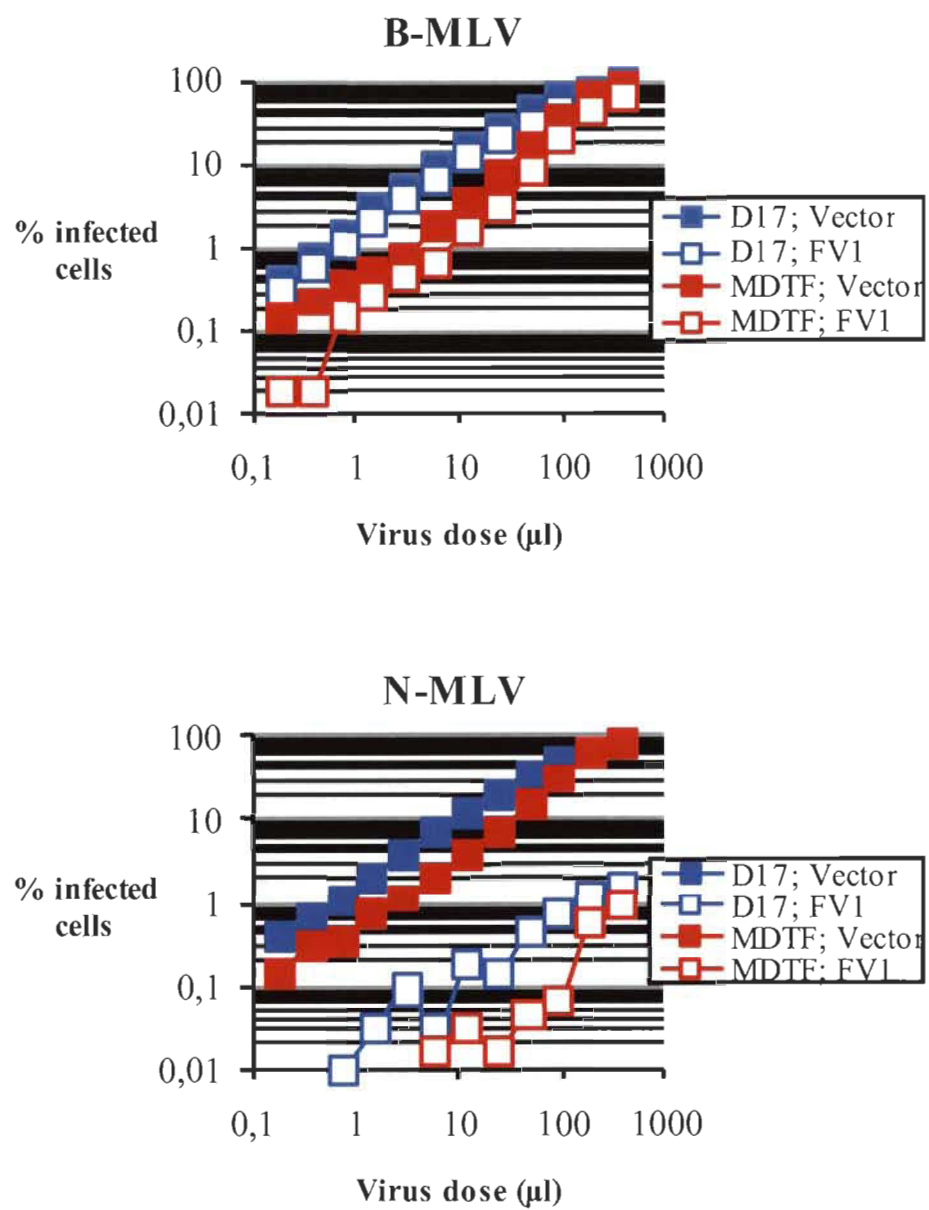 B-MLV
100
10
1
0,1
0,01
% infected
cells
0,1
1
10
100
1000
Virus dose (µl)
D17; Vector
D17; FV1
MDTF; Vector
MDTF; FV1
N-MLV
100
10
1
0,1
0,01
% infected
cells
0,1
1
10
100
1000
Virus dose (µl)
D17; Vector
D17; FV1
MDTF; Vector
MDTF; FV1